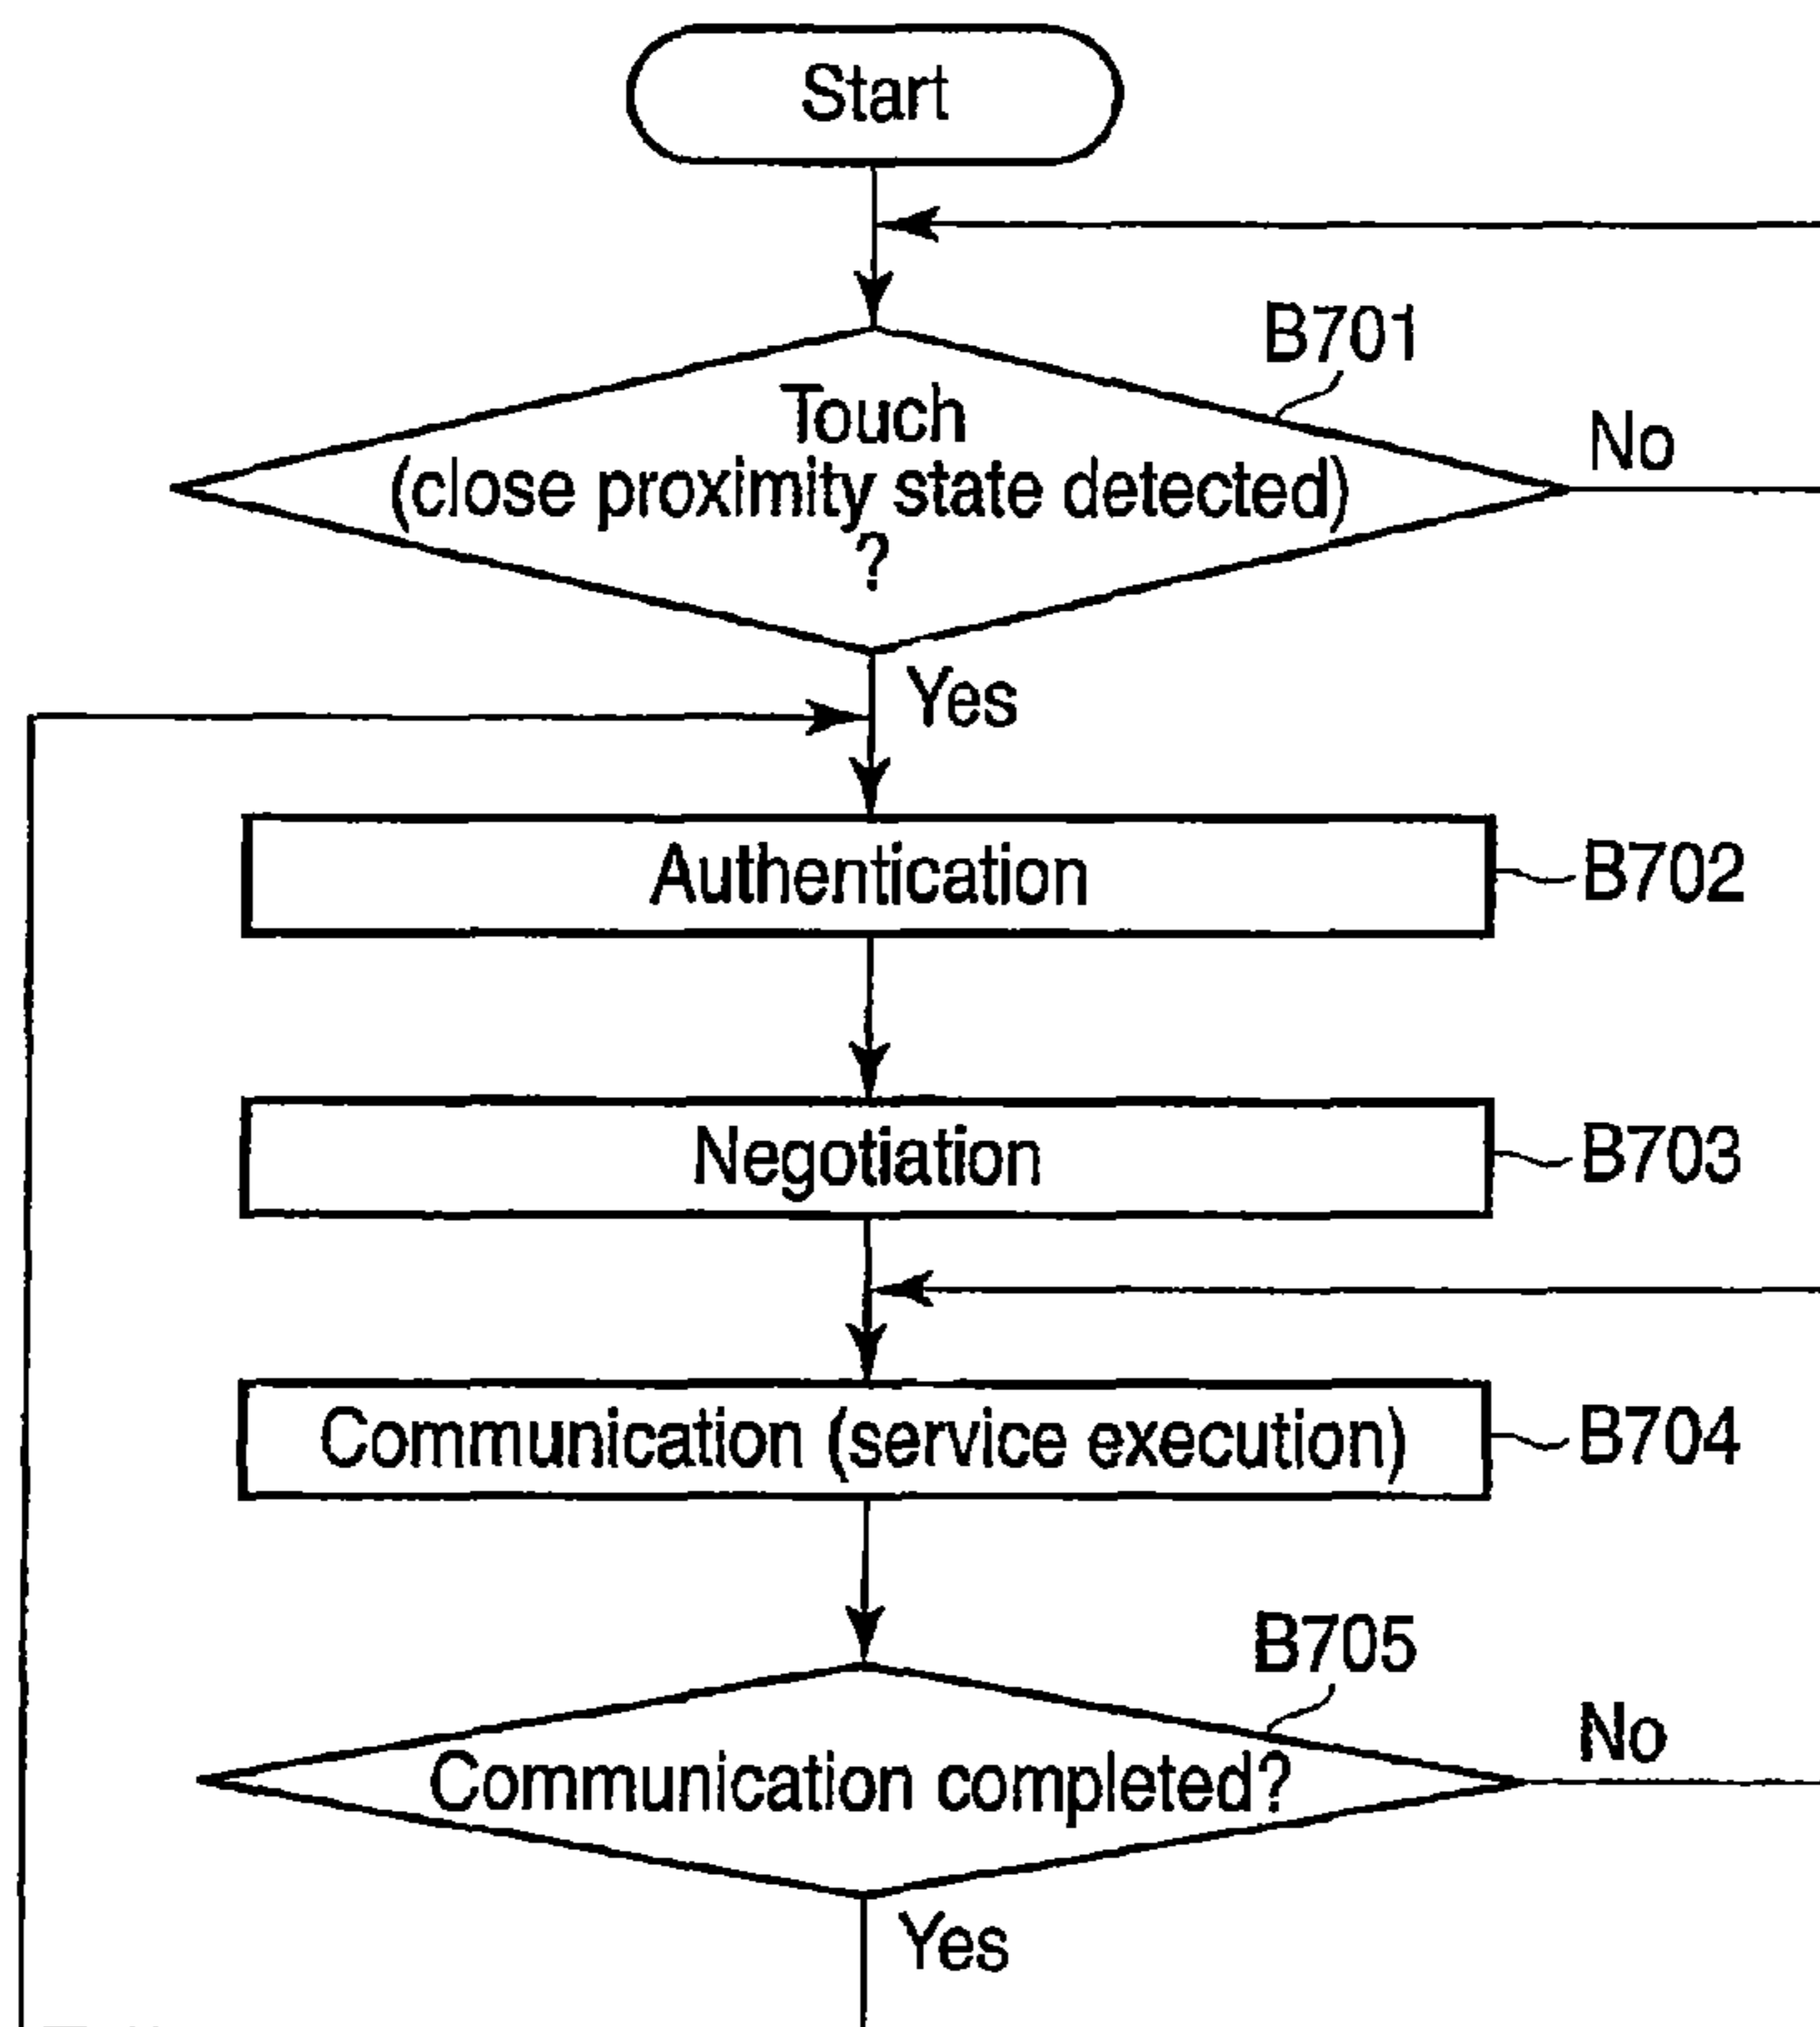 Start
B701
Touch
(close proximity state detected)
?
No
Yes
Authentication
B702
Negotiation
B703
Communication (service execution)
B704
B705
Communication completed?
No
Yes